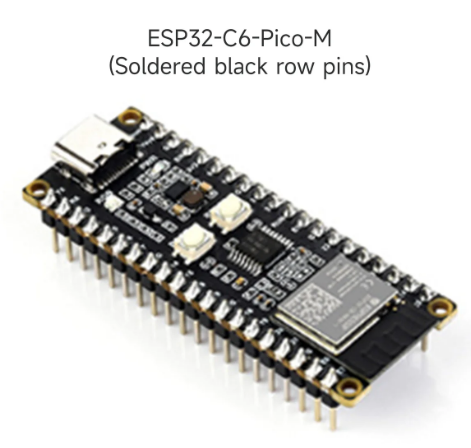 ESP32-C6-Pico-M
(Soldered black row pins)